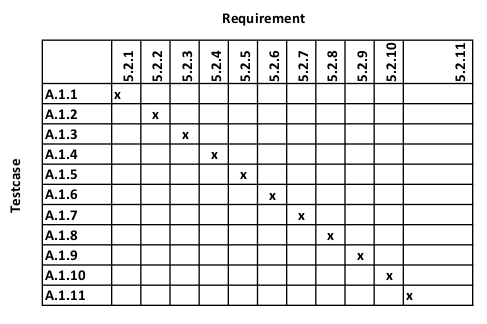 Requirement
5.2.1 5.2.2 5.2.3 5.2.4 5.2.5 5.2.6 5.2.7 5.2.8 5.2.9 5.2.10 5.2.11
Testcase
A.1.1 x
A.1.2 x
A.1.3 x
A.1.4 x
A.1.5 x
A.1.6 x
A.1.7 x
A.1.8 x
A.1.9 x
A.1.10 x
A.1.11 x